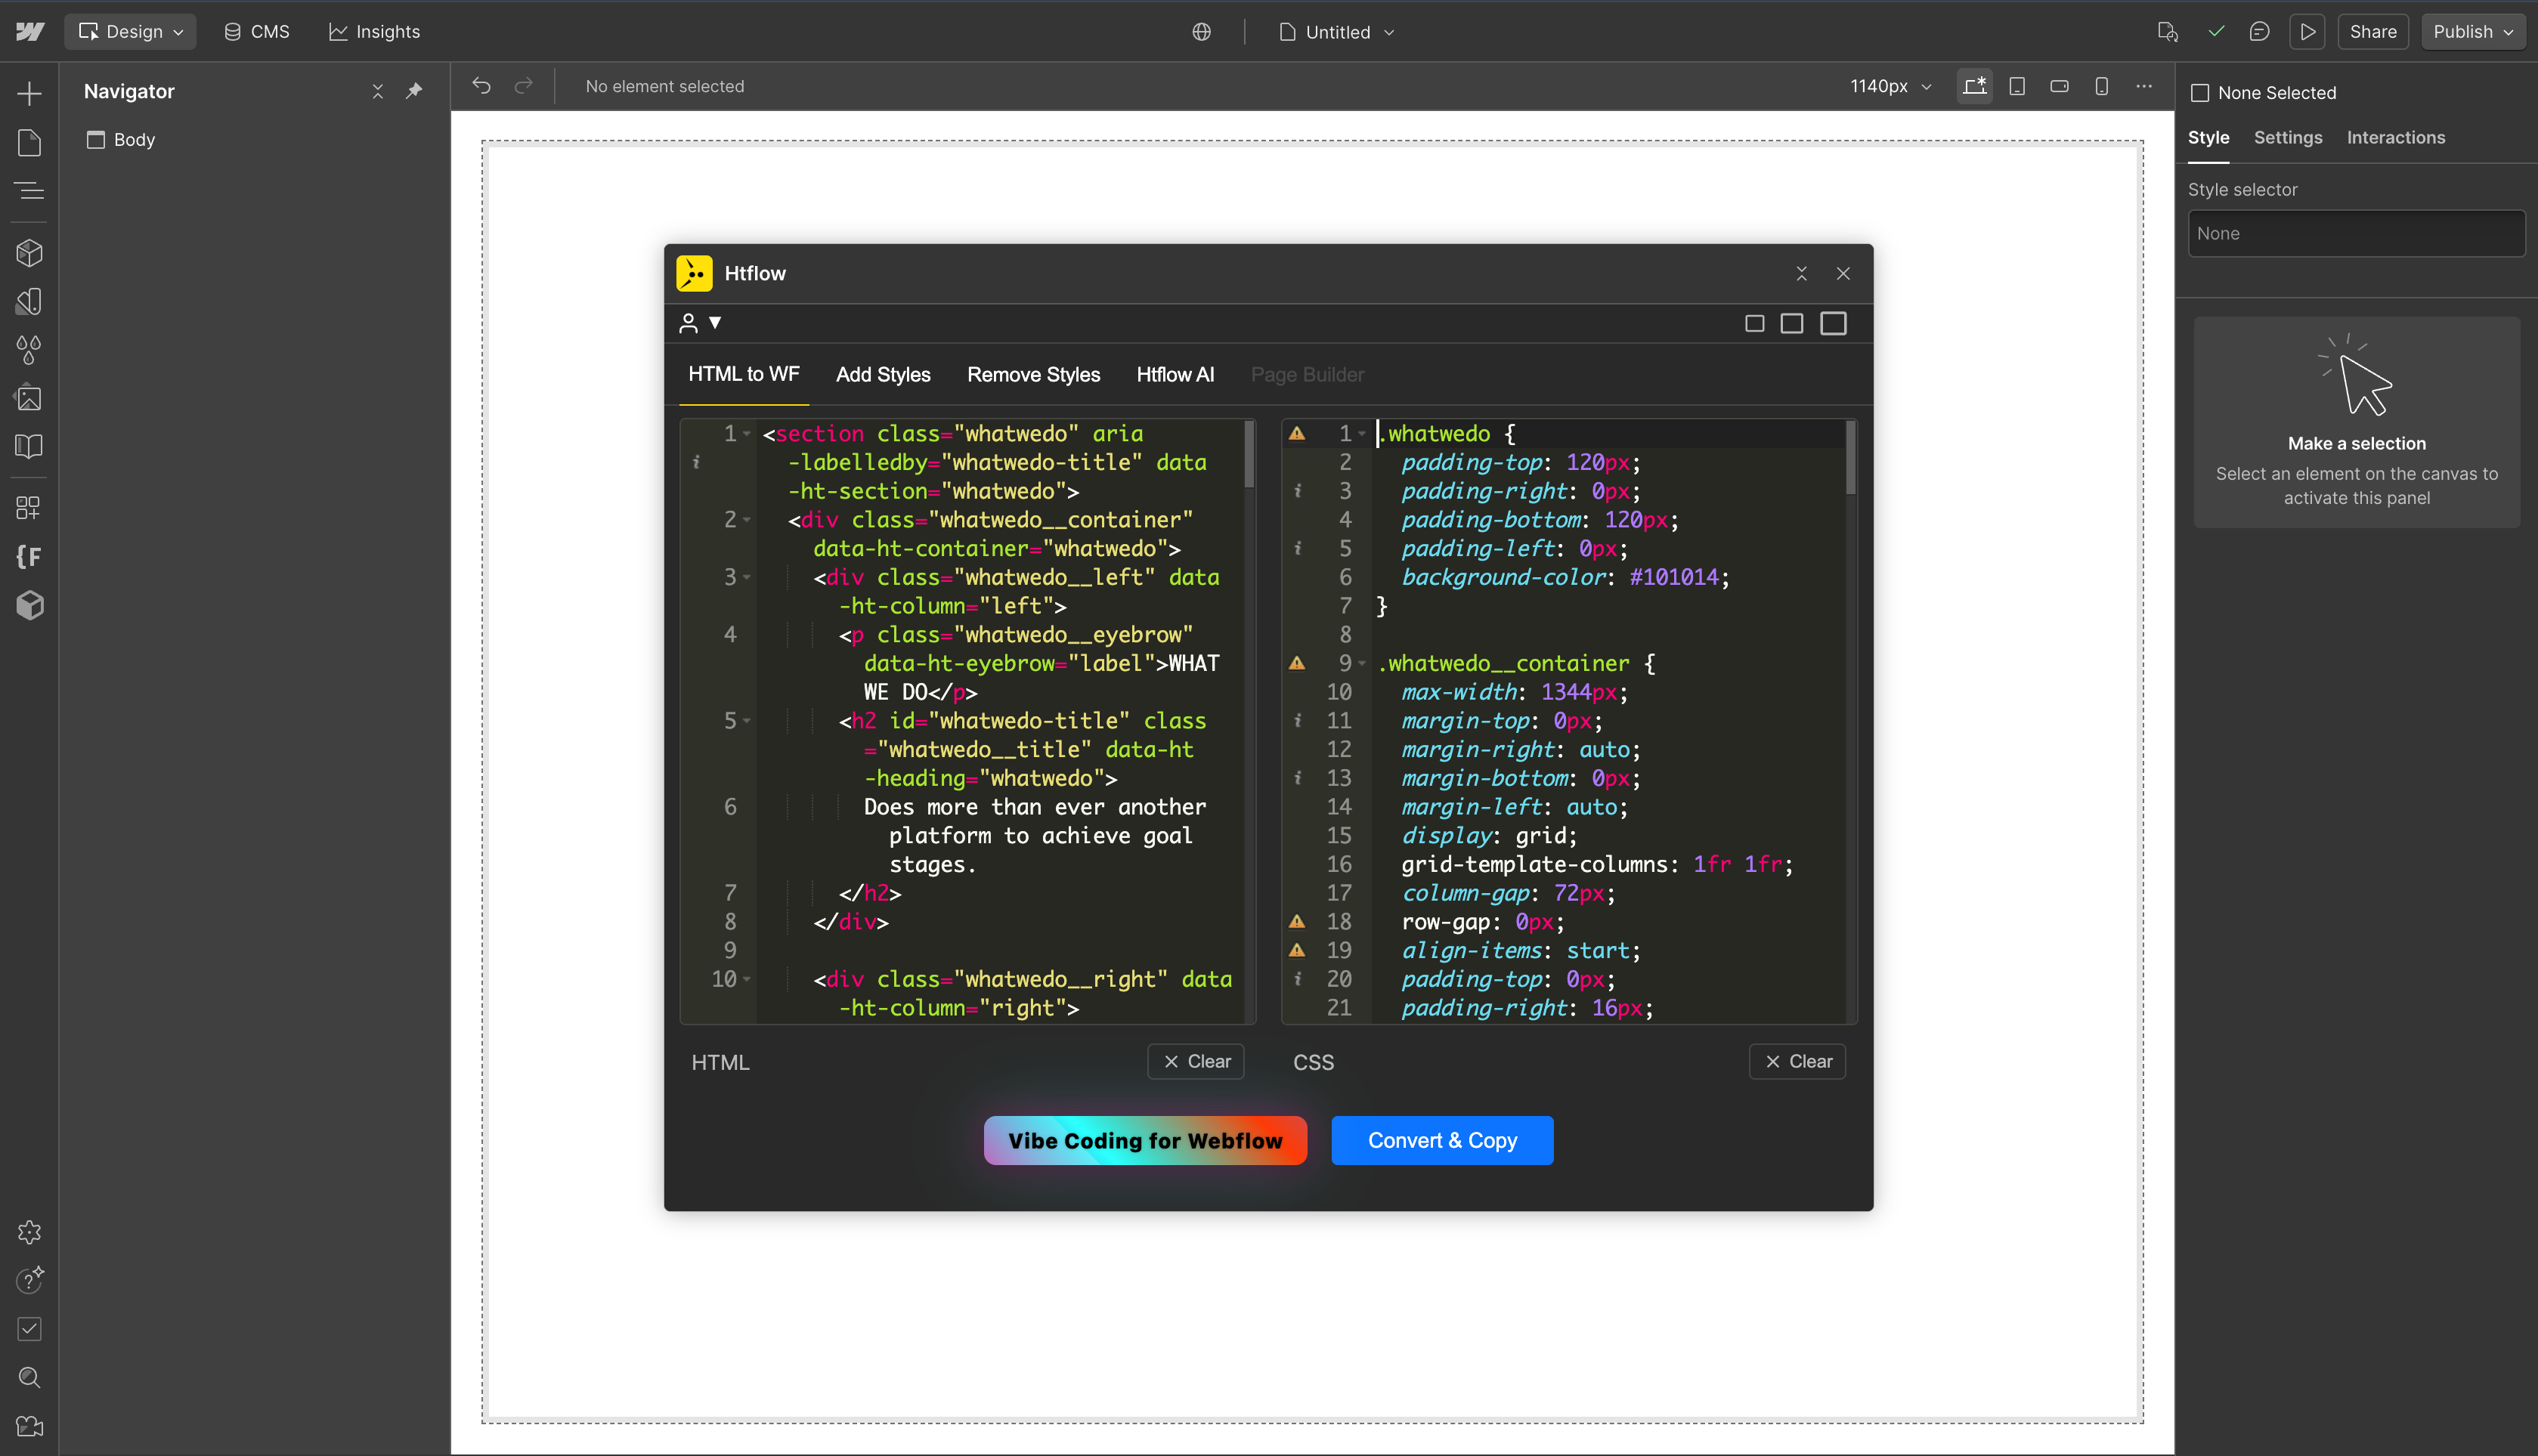 Design
CMS
Insights
Untitled
Share
Publish
Navigator
Body
No element selected
1140px
None Selected
Style
Settings
Interactions
Style selector
None
Make a selection
Select an element on the canvas to
activate this panel
{F
Htflow
HTML to WF
Add Styles
Remove Styles
Htflow AI
Page Builder
1 <section class="whatwedo" aria
-labelledby="whatwedo-title" data
-ht-section="whatwedo">
2 <div class="whatwedo__container"
data-ht-container="whatwedo">
3 <div class="whatwedo__left" data
-ht-column="left">
4 <p class="whatwedo__eyebrow"
data-ht-eyebrow="label">WHAT
WE DO</p>
5 <h2 id="whatwedo-title" class
="whatwedo__title" data-ht
-heading="whatwedo">
6 Does more than ever another
platform to achieve goal
stages.
7 </h2>
8 </div>
9
10 <div class="whatwedo__right" data
-ht-column="right">
1 .whatwedo {
2 padding-top: 120px;
3 padding-right: 0px;
4 padding-bottom: 120px;
5 padding-left: 0px;
6 background-color: #101014;
7 }
8
9 .whatwedo__container {
10 max-width: 1344px;
11 margin-top: 0px;
12 margin-right: auto;
13 margin-bottom: 0px;
14 margin-left: auto;
15 display: grid;
16 grid-template-columns: 1fr 1fr;
17 column-gap: 72px;
18 row-gap: 0px;
19 align-items: start;
20 padding-top: 0px;
21 padding-right: 16px;
HTML
Clear
CSS
Clear
Vibe Coding for Webflow
Convert & Copy